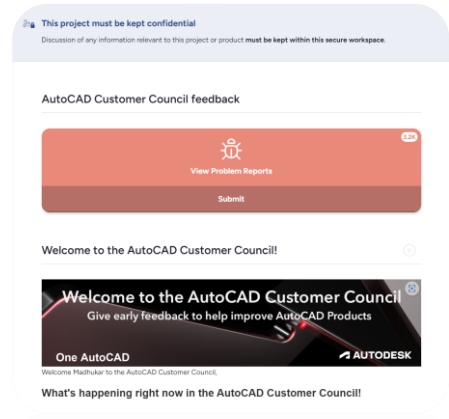 This project must be kept confidential
Discussion of any information relevant to this project or product must be kept within this secure workspace.
AutoCAD Customer Council feedback
3.2K
View Problem Reports
Submit
Welcome to the AutoCAD Customer Council!
Welcome to the AutoCAD Customer Council
Give early feedback to help improve AutoCAD Products
One AutoCAD
AUTODESK
Welcome Madhukar to the AutoCAD Customer Council,
What's happening right now in the AutoCAD Customer Council!